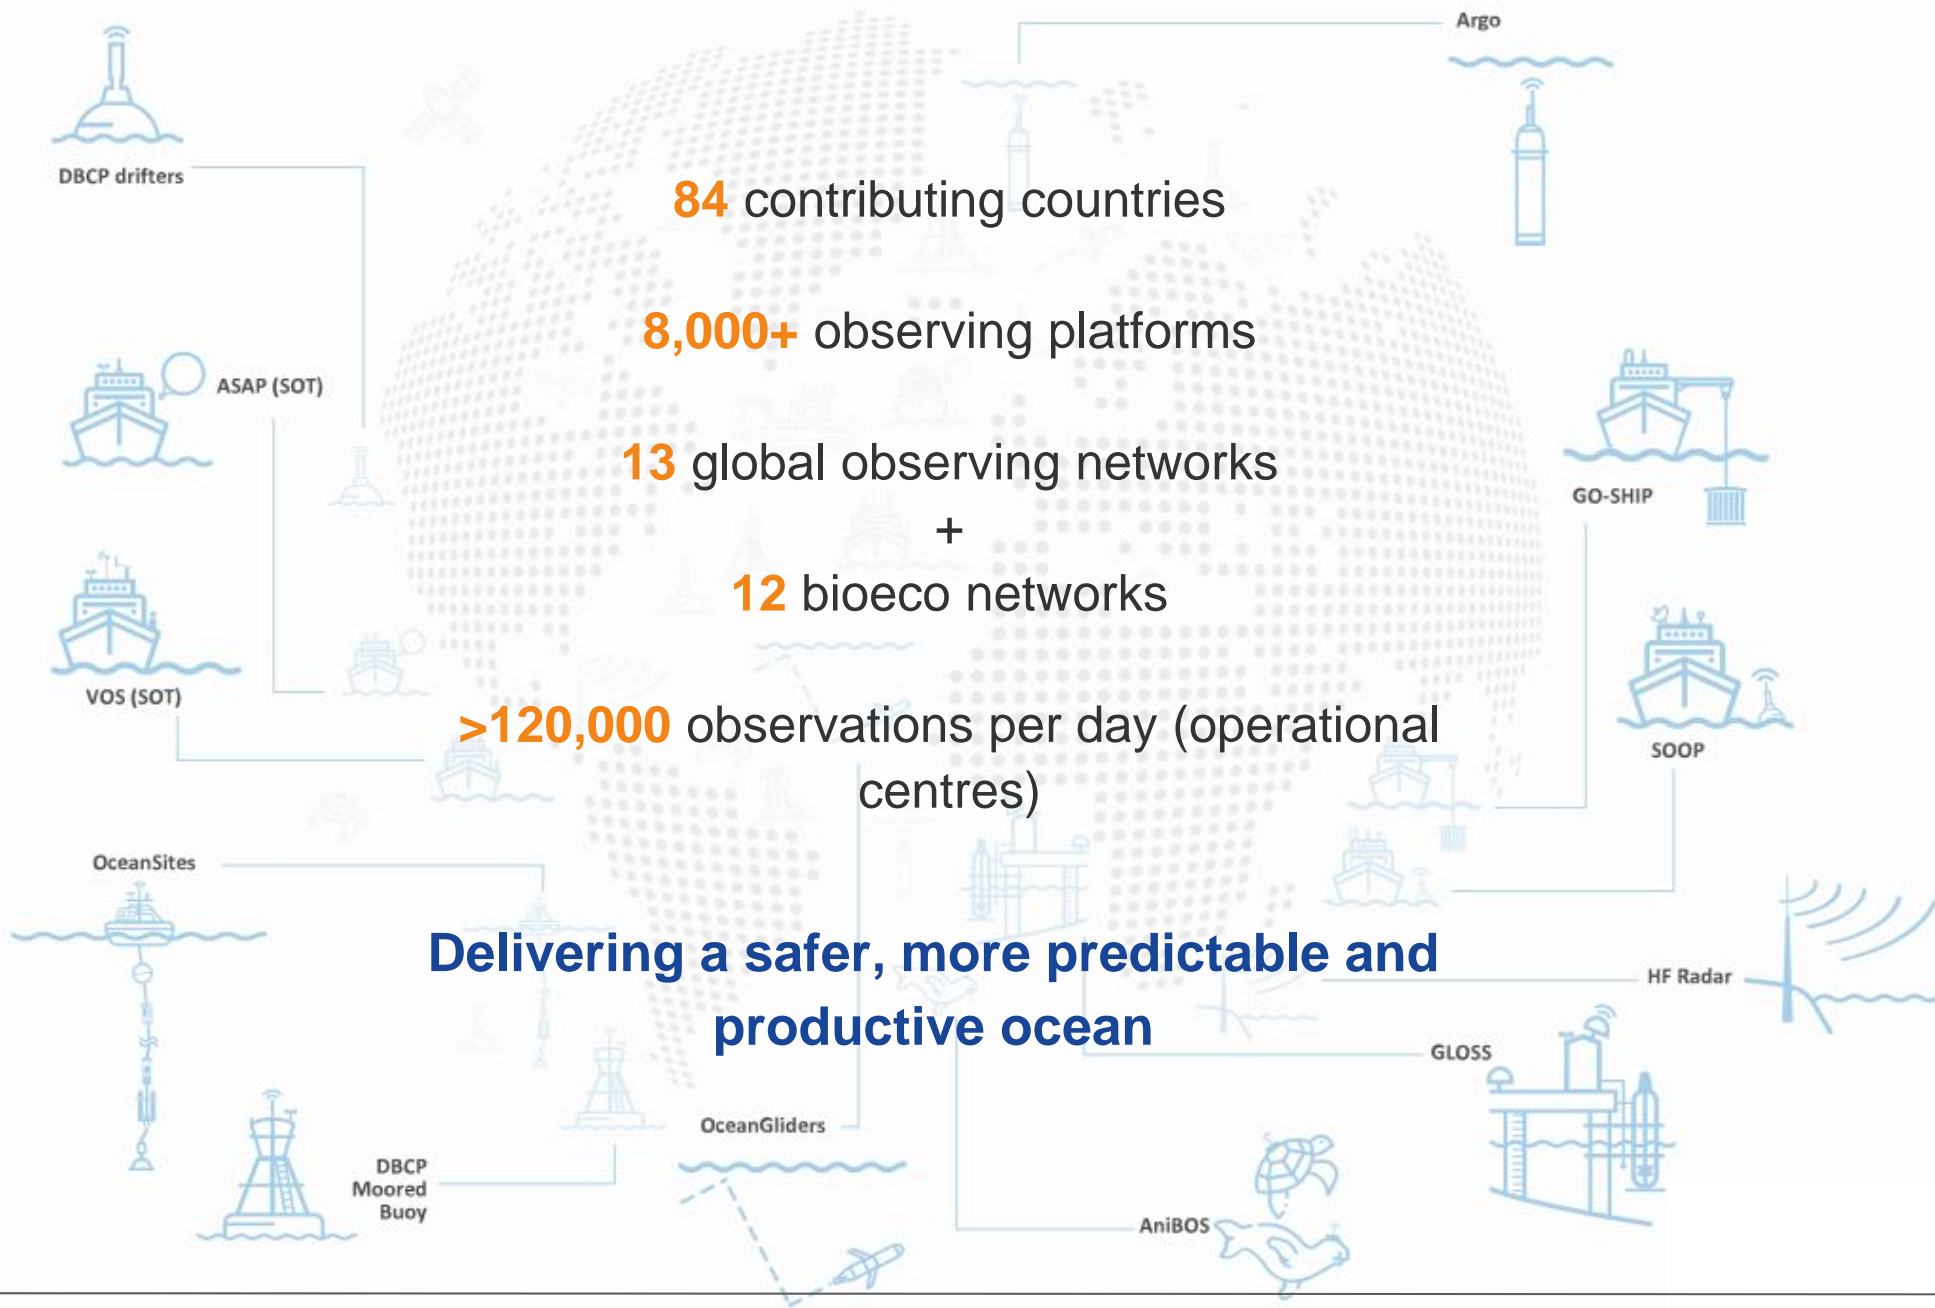 Argo
DBCP drifters
84 contributing countries
8,000+ observing platforms
ASAP (SOT)
13 global observing networks
GO-SHIP
+
12 bioeco networks
VOS (SOT)
>120,000 observations per day (operational
centres)
SOOP
OceanSites
Delivering a safer, more predictable and
productive ocean
HF Radar
GLOSS
OceanGliders
DBCP
Moored
Buoy
AniBOS